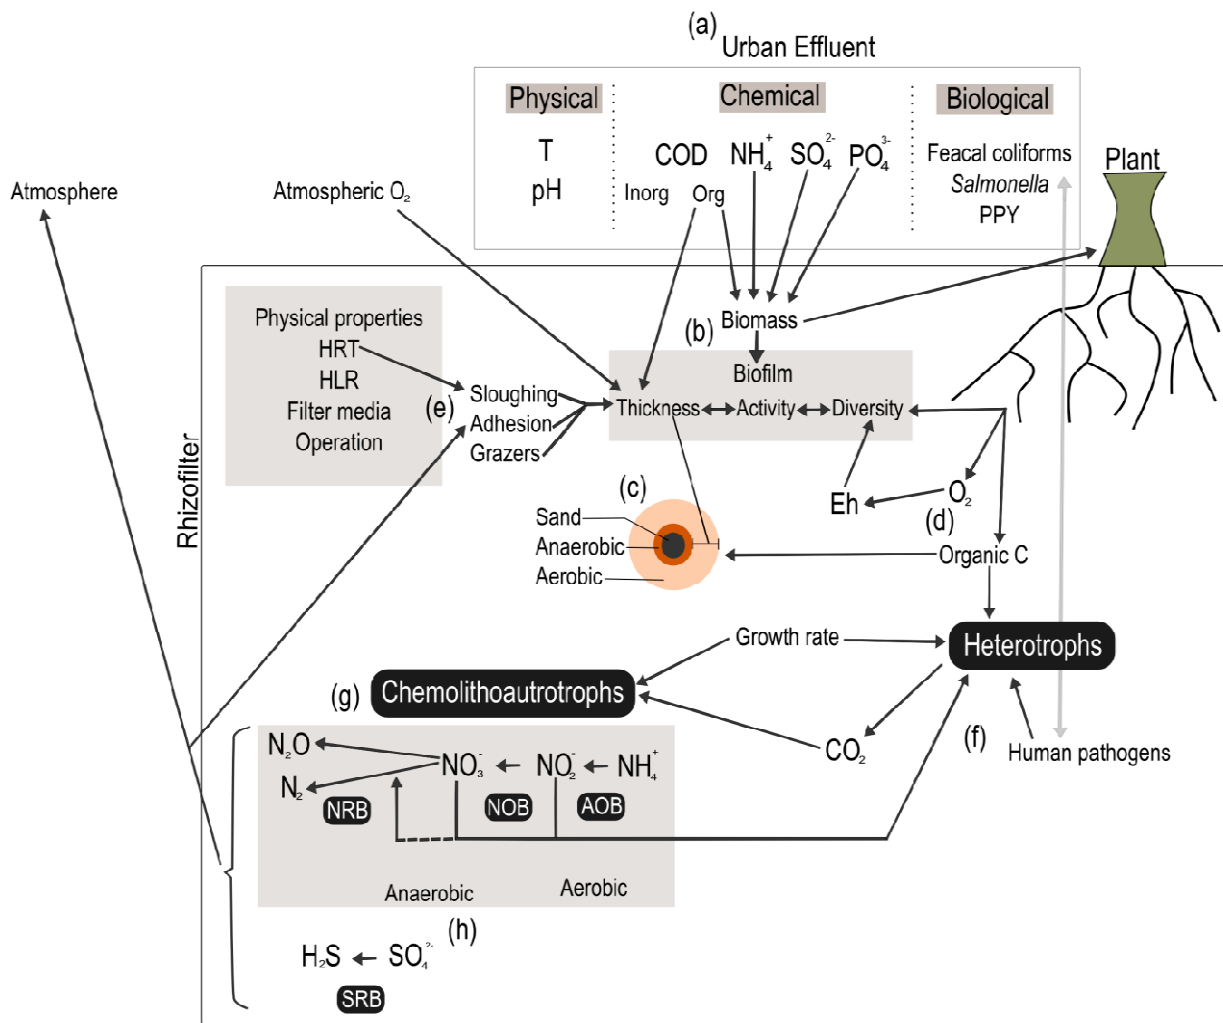 (a)
Urban Effluent
Physical
Chemical
Biological
T
pH
COD
NH₄⁺
SO₄²⁻
PO₄³⁻
Inorg
Org
Feacal coliforms
Salmonella
PPY
Plant
Atmosphere
Atmospheric O₂
Rhizofilter
Physical properties
HRT
HLR
Filter media
Operation
(e)
Sloughing
Adhesion
Grazers
(b)
Biomass
Biofilm
Thickness
Activity
Diversity
(c)
Sand
Anaerobic
Aerobic
Eh
O₂
(d)
Organic C
Growth rate
Heterotrophs
(g)
Chemolithoautrotrophs
CO₂
(f)
Human pathogens
N₂O
N₂
NO₃⁻
NO₂⁻
NH₄⁺
NRB
NOB
AOB
Anaerobic
Aerobic
(h)
H₂S
SO₄²⁻
SRB